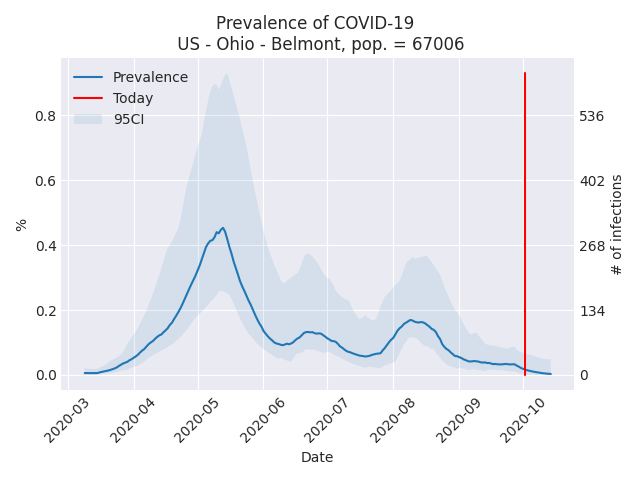 Prevalence of COVID-19
US - Ohio - Belmont, pop. = 67006
Prevalence
Today
95CI
0.8
0.6
0.4
0.2
0.0
%
536
402
268
134
0
# of infections
2020-03
2020-04
2020-05
2020-06
2020-07
2020-08
2020-09
2020-10
Date